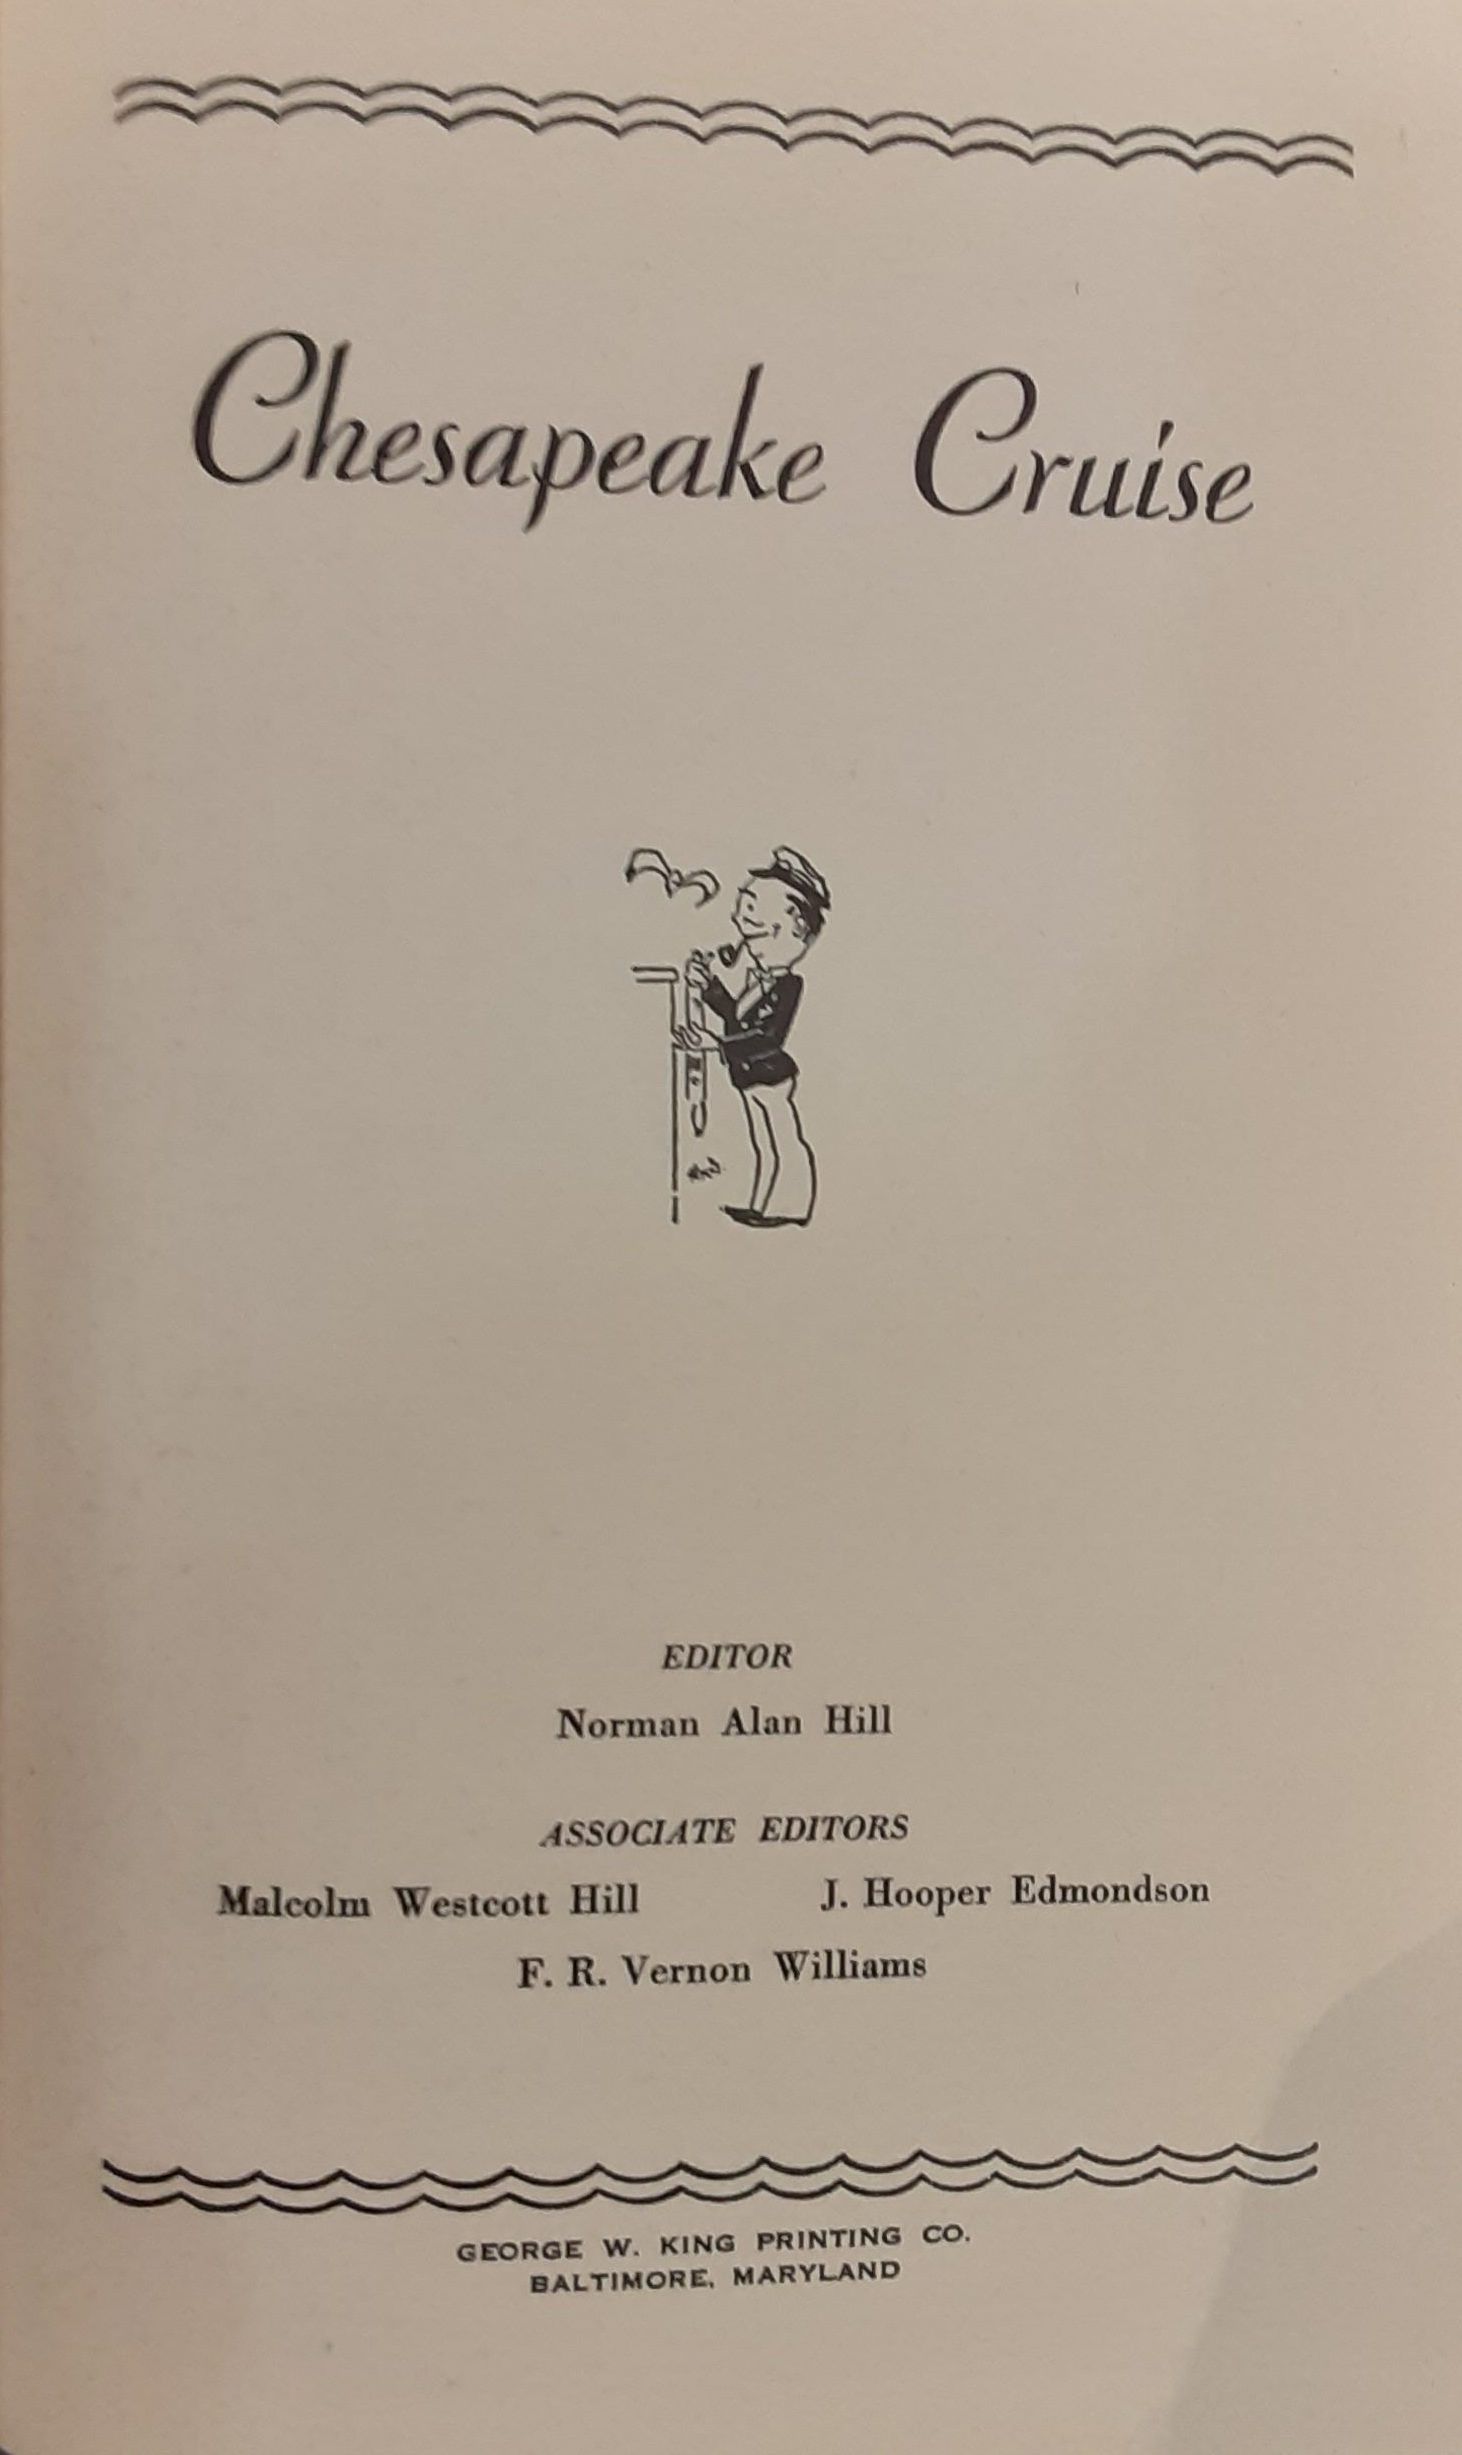 Chesapeake Cruise
EDITOR
Norman Alan Hill
ASSOCIATE EDITORS
Malcolm Westcott Hill J. Hooper Edmondson
F. R. Vernon Williams
GEORGE W. KING PRINTING CO.
BALTIMORE, MARYLAND